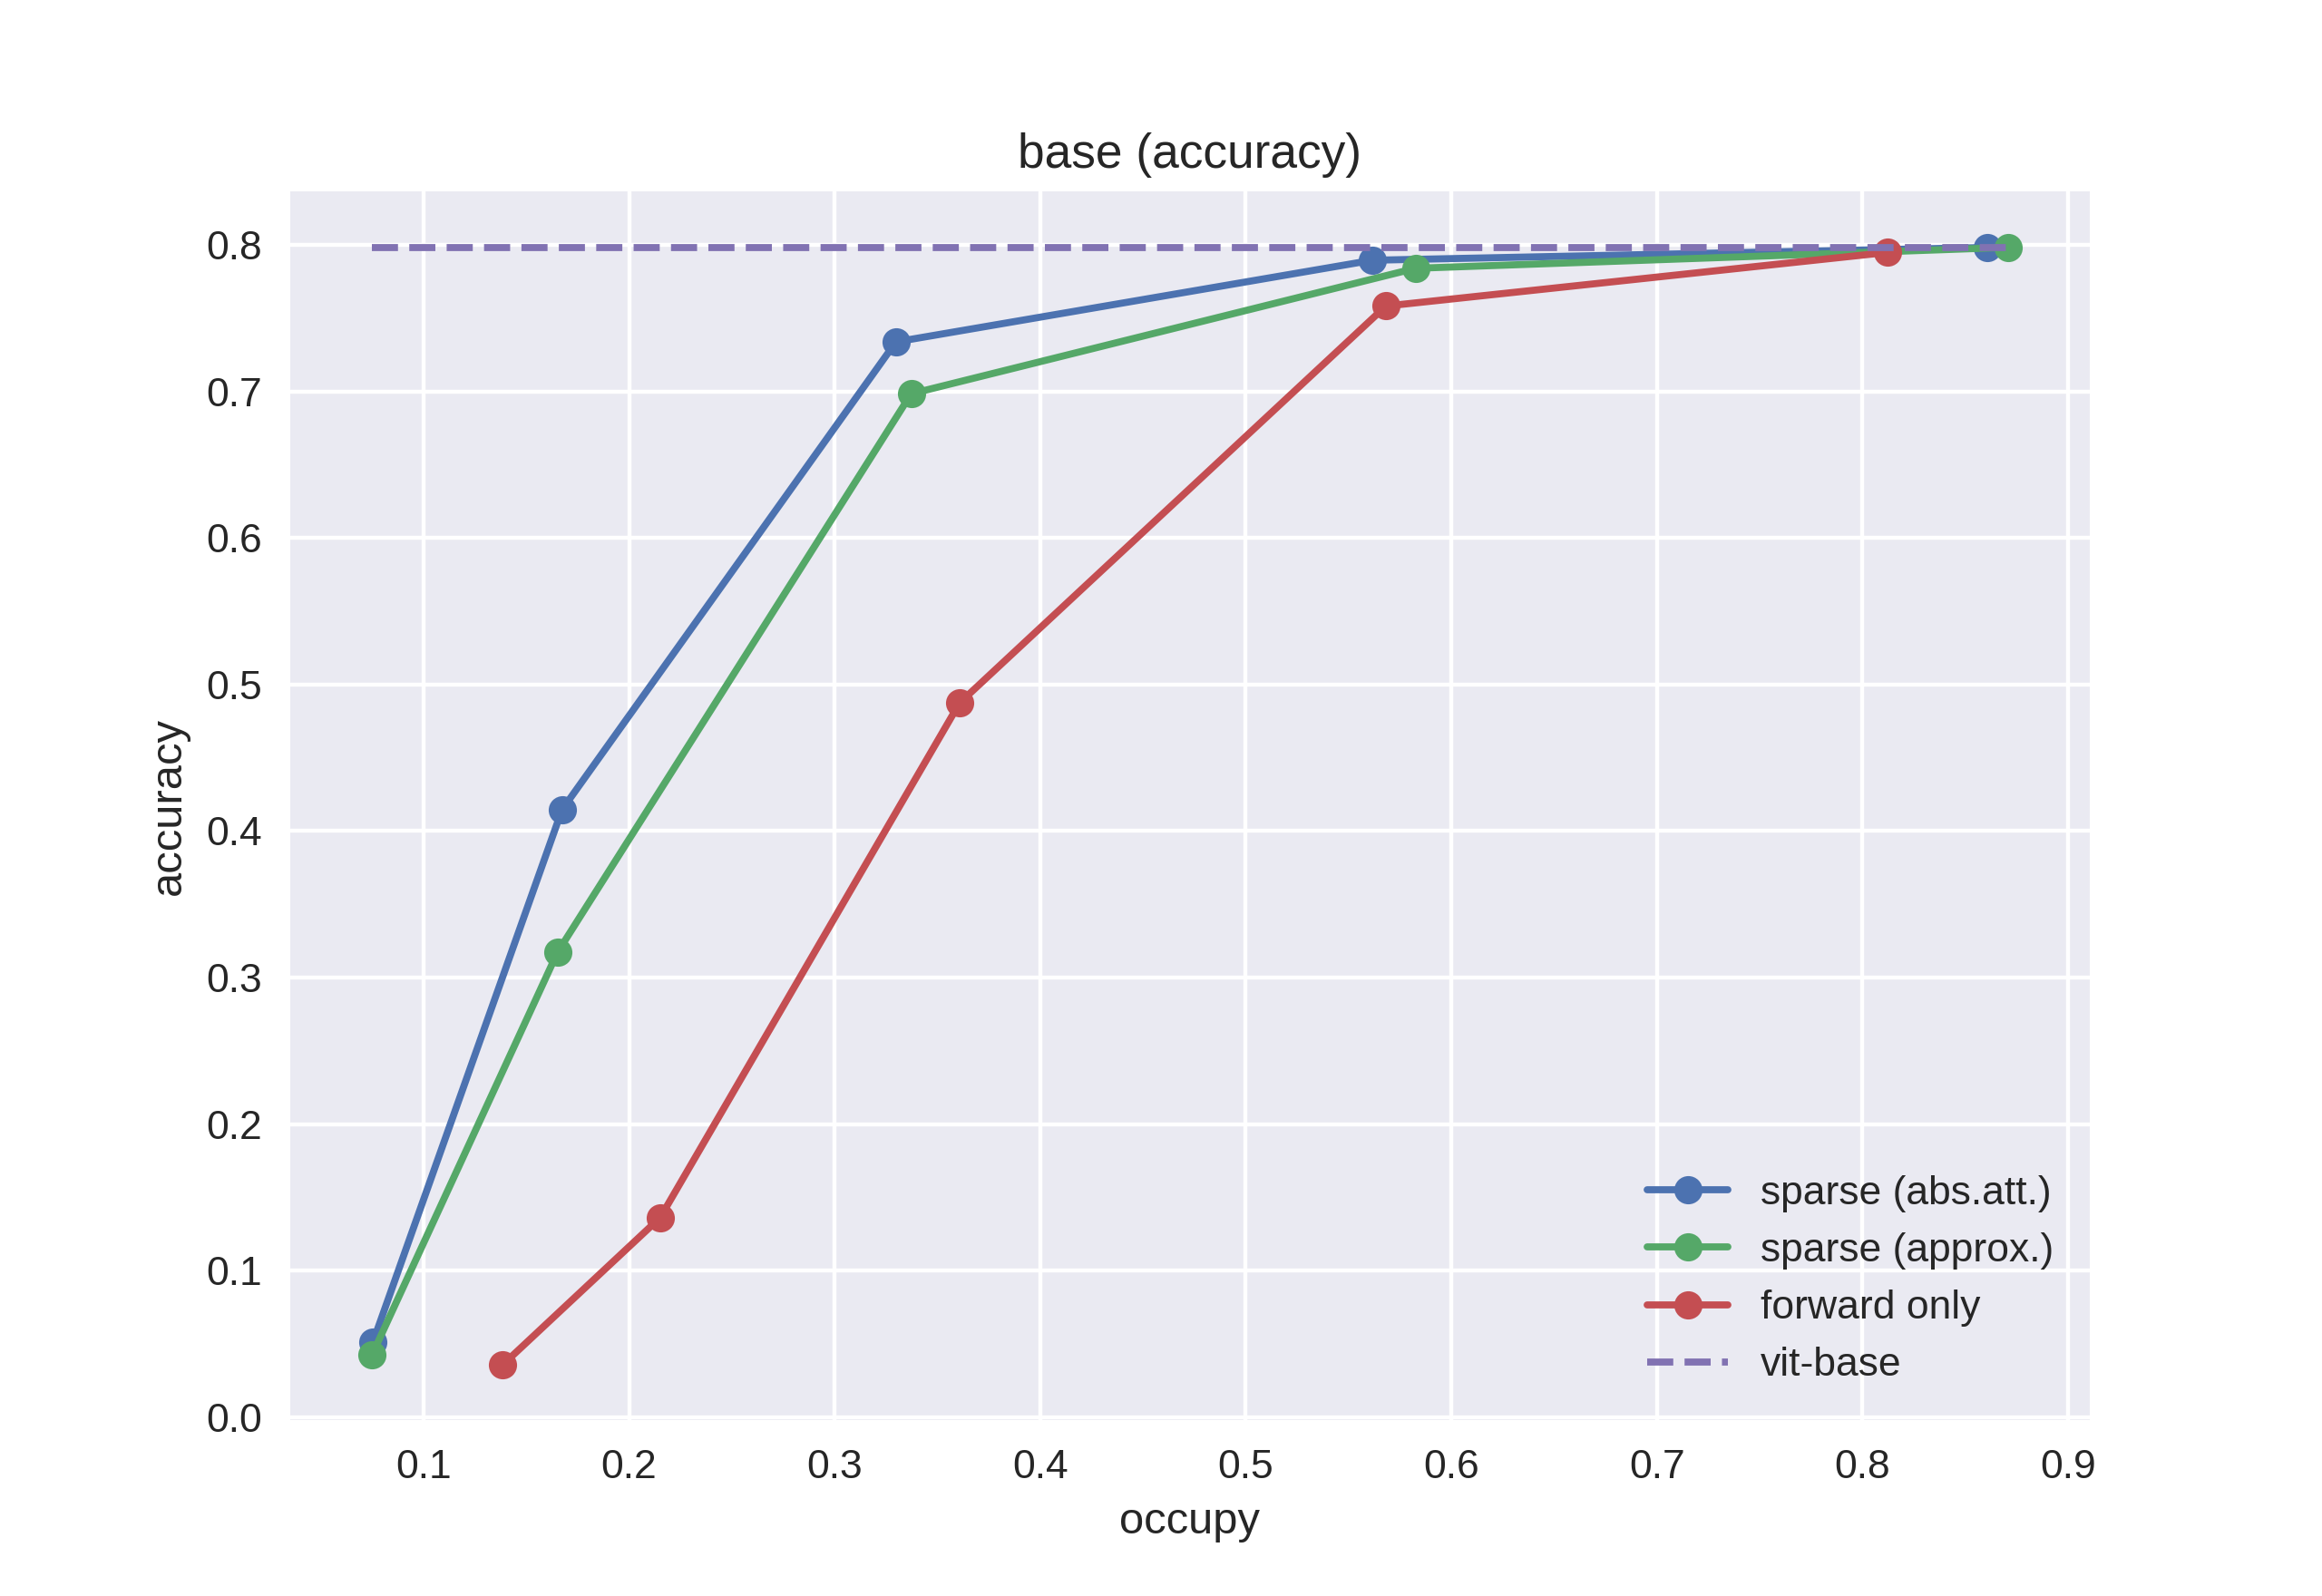 base (accuracy)
0.8
0.7
0.6
0.5
0.4
0.3
0.2
0.1
0.0
accuracy
0.1 0.2 0.3 0.4 0.5 0.6 0.7 0.8 0.9
occupy
sparse (abs.att.)
sparse (approx.)
forward only
vit-base